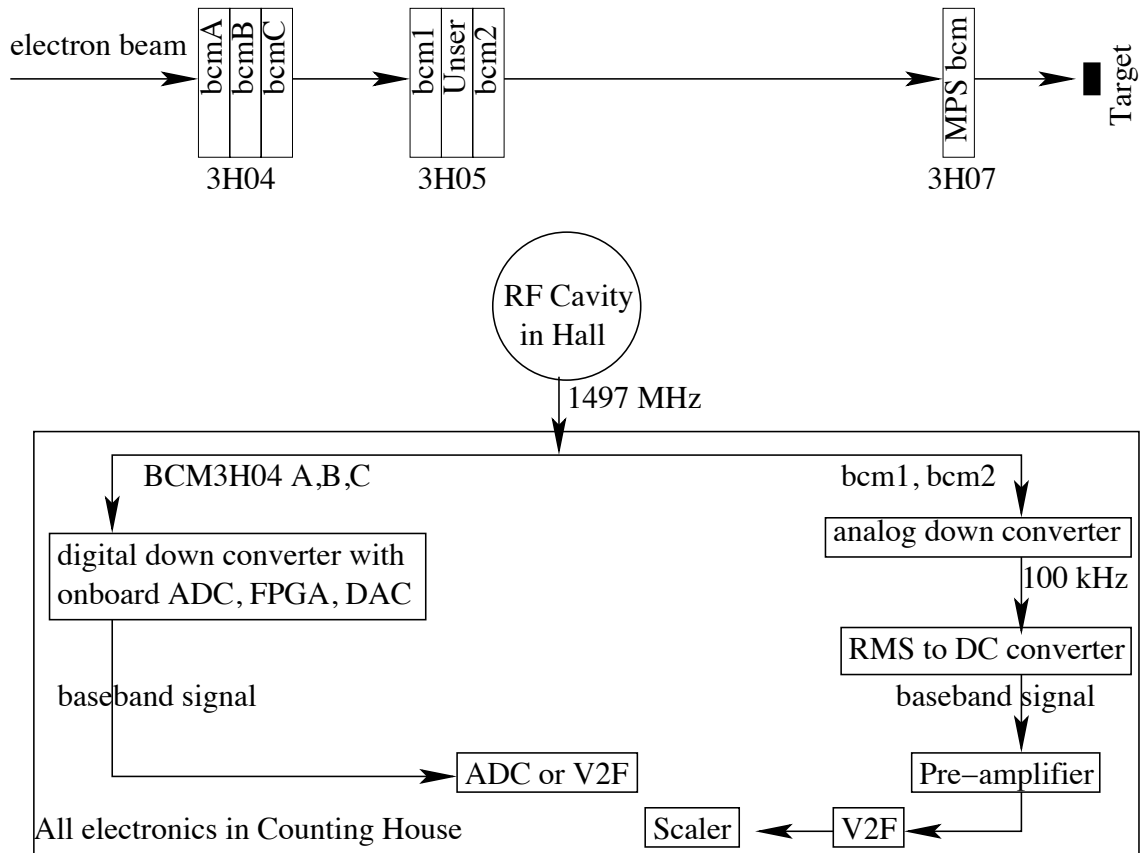 electron beam
bcmA
bcmB
bcmC
bcm1
Unser
bcm2
MPS bcm
Target
3H04
3H05
3H07
RF Cavity
in Hall
1497 MHz
BCM3H04 A,B,C
bcm1, bcm2
digital down converter with
onboard ADC, FPGA, DAC
analog down converter
100 kHz
RMS to DC converter
baseband signal
baseband signal
ADC or V2F
Pre−amplifier
All electronics in Counting House
Scaler
V2F